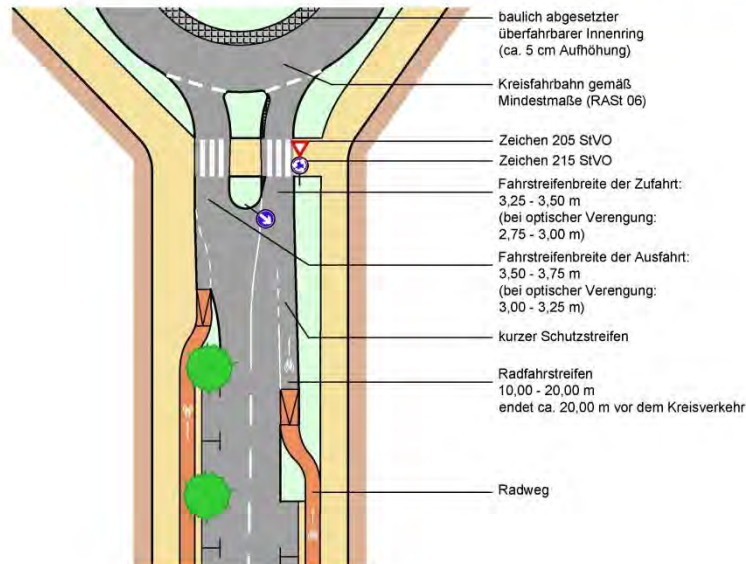 baulich abgesetzter
überfahrbarer Innenring
(ca. 5 cm Aufhöhung)
Kreisfahrbahn gemäß
Mindestmaße (RASt 06)
Zeichen 205 StVO
Zeichen 215 StVO
Fahrstreifenbreite der Zufahrt:
3,25 - 3,50 m
(bei optischer Verengung:
2,75 - 3,00 m)
Fahrstreifenbreite der Ausfahrt:
3,50 - 3,75 m
(bei optischer Verengung:
3,00 - 3,25 m)
kurzer Schutzstreifen
Radfahrstreifen
10,00 - 20,00 m
endet ca. 20,00 m vor dem Kreisverkehr
Radweg